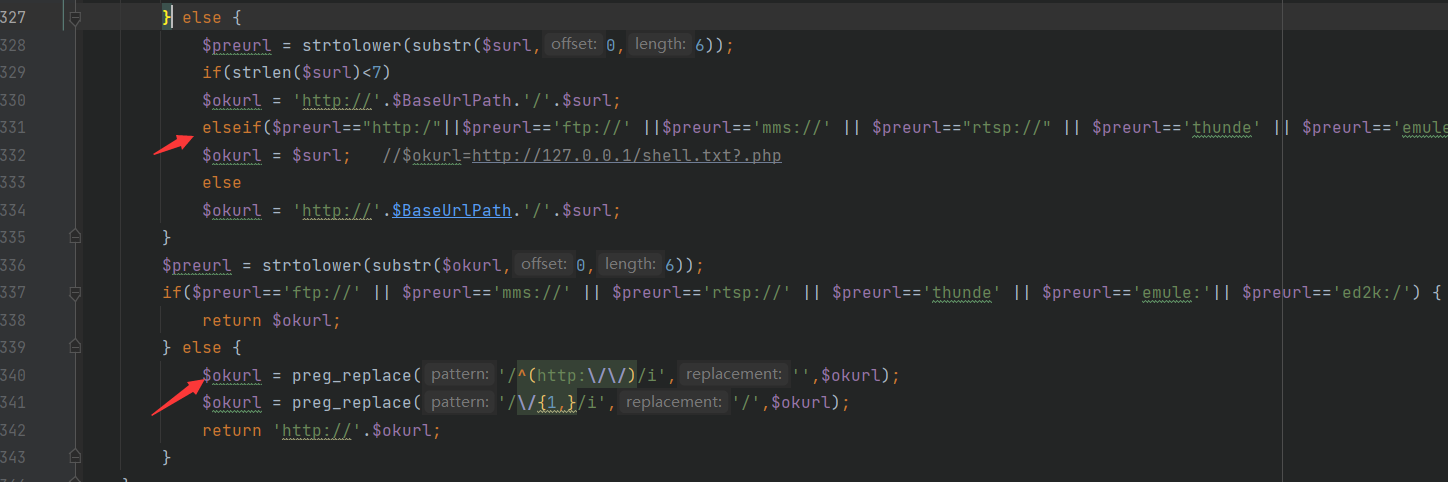 327 } else {
328 $preurl = strtolower(substr($surl, offset: 0, length: 6));
329 if(strlen($surl)<7)
330 $okurl = 'http://'.$BaseUrlPath.'/'.$surl;
331 elseif($preurl=="http:/"||$preurl=='ftp://' ||$preurl=='mms://' || $preurl=="rtsp://" || $preurl=='thunde' || $preurl=='emule
332 $okurl = $surl; //$okurl=http://127.0.0.1/shell.txt?.php
333 else
334 $okurl = 'http://'.$BaseUrlPath.'/'.$surl;
335 }
336 $preurl = strtolower(substr($okurl, offset: 0, length: 6));
337 if($preurl=='ftp://' || $preurl=='mms://' || $preurl=='rtsp://' || $preurl=='thunde' || $preurl=='emule:'|| $preurl=='ed2k:/') {
338 return $okurl;
339 } else {
340 $okurl = preg_replace( pattern: '/^(http:\/\/)/i', replacement: '',$okurl);
341 $okurl = preg_replace( pattern: '/\/{1,}/i', replacement: '/',$okurl);
342 return 'http://'.$okurl;
343 }